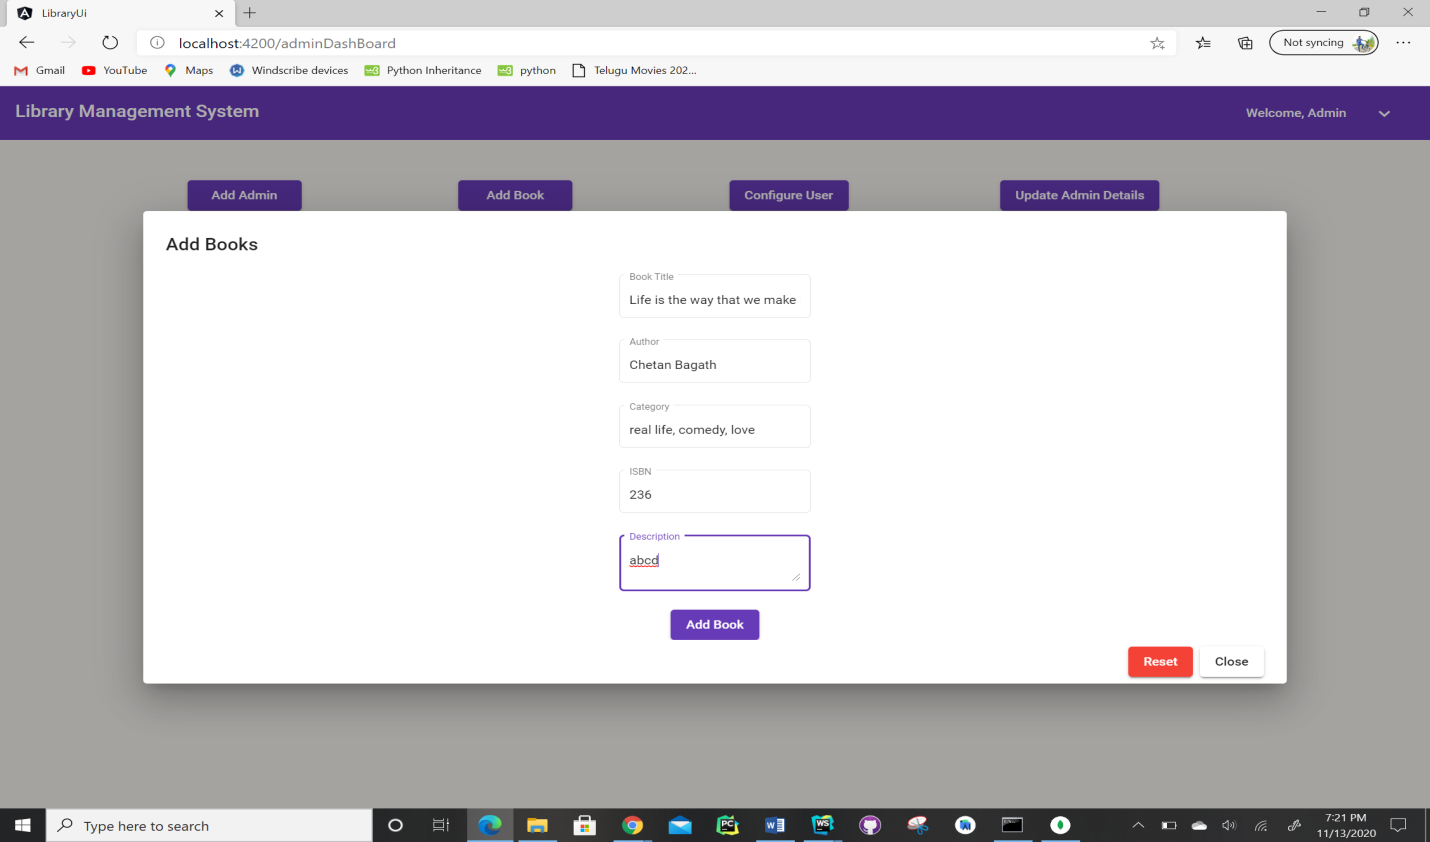 LibraryUi
localhost:4200/adminDashBoard
Not syncing
Gmail YouTube Maps Windscribe devices Python Inheritance python Telugu Movies 202...
Library Management System
Welcome, Admin
Add Admin Add Book Configure User Update Admin Details
Add Books
Book Title
Life is the way that we make
Author
Chetan Bagath
Category
real life, comedy, love
ISBN
236
Description
abcd
Add Book
Reset Close
Type here to search
7:21 PM
11/13/2020